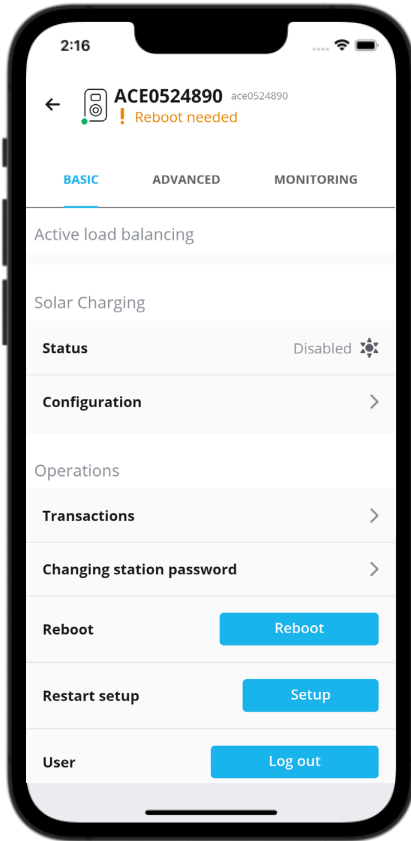 2:16
ACE0524890 ace0524890
! Reboot needed
BASIC ADVANCED MONITORING
Active load balancing
Solar Charging
Status Disabled
Configuration
Operations
Transactions
Changing station password
Reboot Reboot
Restart setup Setup
User Log out